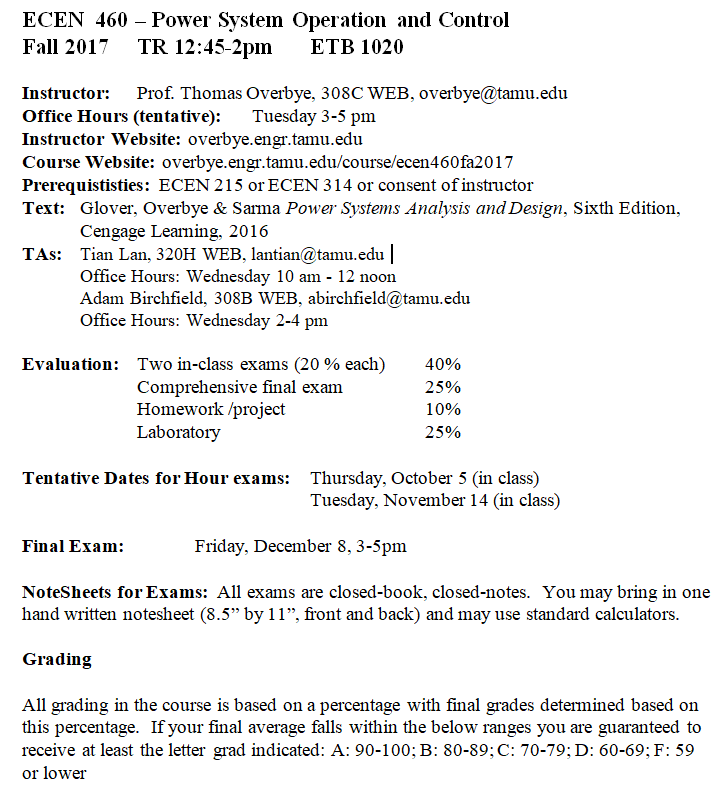 ECEN 460 – Power System Operation and Control
Fall 2017 TR 12:45-2pm ETB 1020
Instructor: Prof. Thomas Overbye, 308C WEB, overbye@tamu.edu
Office Hours (tentative): Tuesday 3-5 pm
Instructor Website: overbye.engr.tamu.edu
Course Website: overbye.engr.tamu.edu/course/ecen460fa2017
Prerequististies: ECEN 215 or ECEN 314 or consent of instructor
Text: Glover, Overbye & Sarma Power Systems Analysis and Design, Sixth Edition,
Cengage Learning, 2016
TAs: Tian Lan, 320H WEB, lantian@tamu.edu
Office Hours: Wednesday 10 am - 12 noon
Adam Birchfield, 308B WEB, abirchfield@tamu.edu
Office Hours: Wednesday 2-4 pm
Evaluation: Two in-class exams (20 % each) 40%
Comprehensive final exam 25%
Homework /project 10%
Laboratory 25%
Tentative Dates for Hour exams: Thursday, October 5 (in class)
Tuesday, November 14 (in class)
Final Exam: Friday, December 8, 3-5pm
NoteSheets for Exams: All exams are closed-book, closed-notes. You may bring in one
hand written notesheet (8.5” by 11”, front and back) and may use standard calculators.
Grading
All grading in the course is based on a percentage with final grades determined based on
this percentage. If your final average falls within the below ranges you are guaranteed to
receive at least the letter grad indicated: A: 90-100; B: 80-89; C: 70-79; D: 60-69; F: 59
or lower